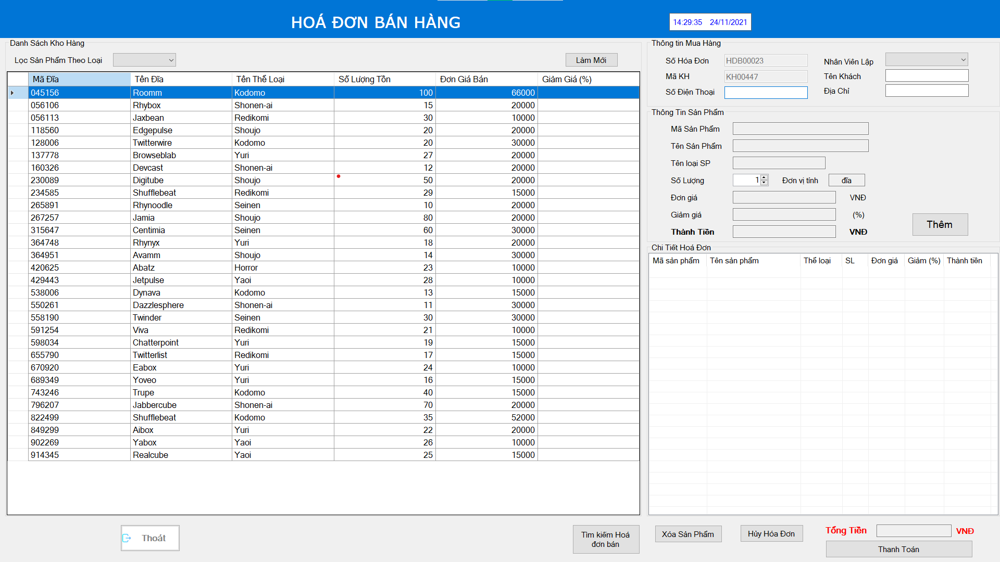 HOÁ ĐƠN BÁN HÀNG
14:29:35 24/11/2021
Danh Sách Kho Hàng
Lọc Sản Phẩm Theo Loại
Làm Mới
Mã Đĩa Tên Đĩa Tên Thể Loại Số Lượng Tồn Đơn Giá Bán Giảm Giá (%)
045156 Roomm Kodomo 100 66000
056106 Rhybox Shonen-ai 15 20000
056113 Jaxbean Redikomi 30 10000
118560 Edgepulse Shoujo 20 20000
128006 Twitterwire Kodomo 20 30000
137778 Browseblab Yuri 27 20000
160326 Devcast Shonen-ai 12 20000
230089 Digitube Shoujo 50 20000
234585 Shufflebeat Redikomi 29 15000
265891 Rhynoodle Seinen 10 20000
267257 Jamia Shoujo 80 20000
315647 Centimia Seinen 60 30000
364748 Rhynyx Yuri 18 20000
364951 Avamm Shoujo 14 30000
420625 Abatz Horror 23 10000
429443 Jetpulse Yaoi 28 10000
538006 Dynava Kodomo 13 15000
550261 Dazzlesphere Shonen-ai 11 30000
558190 Twinder Seinen 30 30000
591254 Viva Redikomi 21 10000
598034 Chatterpoint Yuri 19 15000
655790 Twitterlist Redikomi 17 15000
670920 Eabox Yuri 24 10000
689349 Yoveo Yuri 16 15000
743246 Trupe Kodomo 40 15000
796207 Jabbercube Shonen-ai 70 20000
822499 Shufflebeat Kodomo 35 52000
849299 Aibox Yuri 22 20000
902269 Yabox Yaoi 26 10000
914345 Realcube Yaoi 25 15000
Thông tin Mua Hàng
Số Hóa Đơn HDB00023 Nhân Viên Lập
Mã KH KH00447 Tên Khách
Số Điện Thoại Địa Chỉ
Thông Tin Sản Phẩm
Mã Sản Phẩm
Tên Sản Phẩm
Tên loại SP
Số Lượng 1 Đơn vị tính đĩa
Đơn giá VNĐ
Giảm giá (%)
Thêm
Thành Tiền VNĐ
Chi Tiết Hoá Đơn
Mã sản phẩm Tên sản phẩm Thể loại SL Đơn giá Giảm (%) Thành tiền
Thoát
Tìm kiếm Hoá
đơn bán
Xóa Sản Phẩm
Hủy Hóa Đơn
Tổng Tiền VNĐ
Thanh Toán